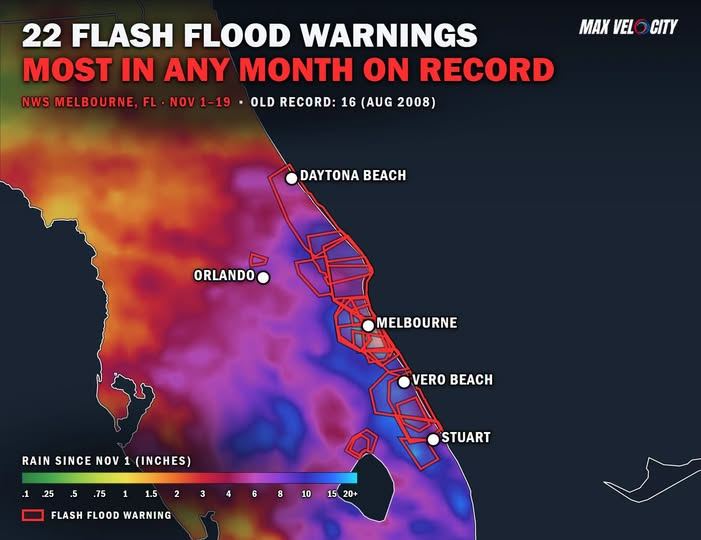 22 FLASH FLOOD WARNINGS
MAX VELOCITY
MOST IN ANY MONTH ON RECORD
NWS MELBOURNE, FL · NOV 1–19 • OLD RECORD: 16 (AUG 2008)
DAYTONA BEACH
ORLANDO
MELBOURNE
VERO BEACH
STUART
RAIN SINCE NOV 1 (INCHES)
.1 .25 .5 .75 1 1.5 2 3 4 6 8 10 15 20+
FLASH FLOOD WARNING